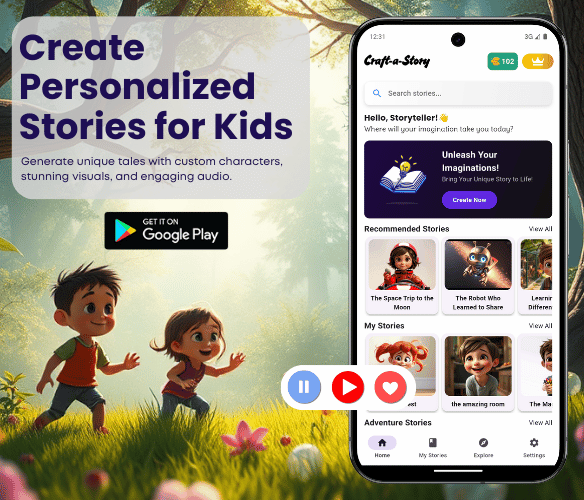 Create
Personalized
Stories for Kids
Generate unique tales with custom characters,
stunning visuals, and engaging audio.
GET IT ON
Google Play
12:31
3G
Craft-a-Story
102
Search stories...
Hello, Storyteller! 👋
Where will your imagination take you today?
Unleash Your
Imaginations!
Bring Your Unique Story to Life!
Create Now
Recommended Stories
View All
The Space Trip to the
Moon
The Robot Who
Learned to Share
Learnin
Differen
My Stories
View All
est
the amazing room
The Ma
Adventure Stories
View All
Home
My Stories
Explore
Settings